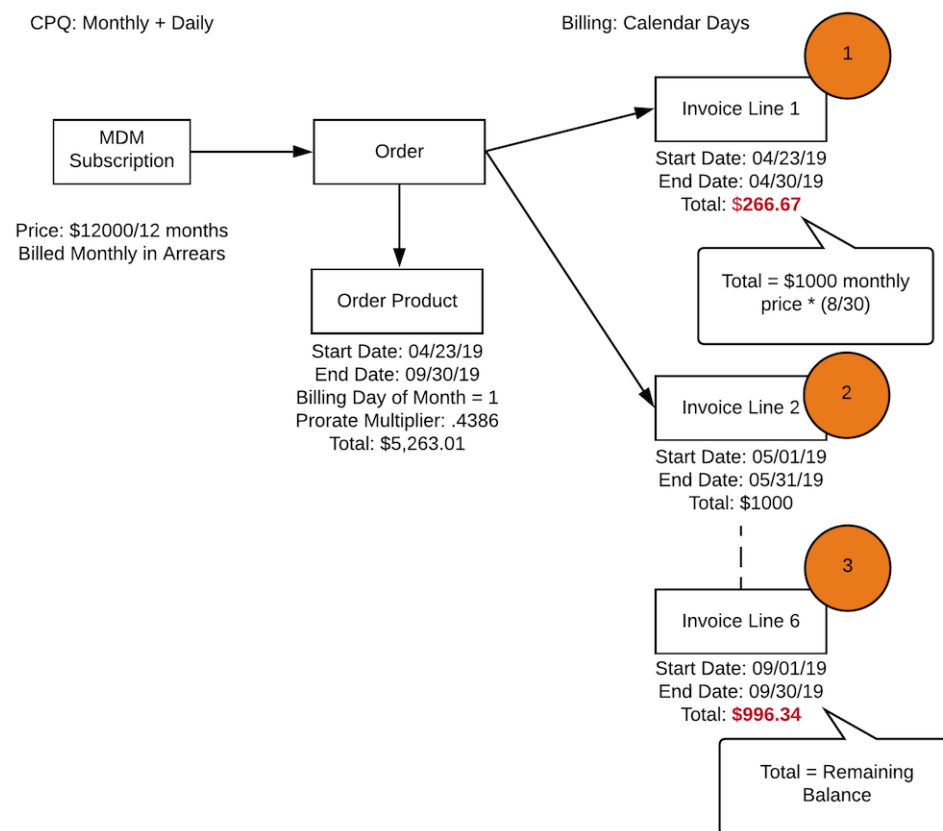 CPQ: Monthly + Daily
Billing: Calendar Days
1
MDM
Subscription
Order
Invoice Line 1
Start Date: 04/23/19
End Date: 04/30/19
Total: $266.67
Price: $12000/12 months
Billed Monthly in Arrears
Total = $1000 monthly
price * (8/30)
Order Product
Start Date: 04/23/19
End Date: 09/30/19
Billing Day of Month = 1
Prorate Multiplier: .4386
Total: $5,263.01
2
Invoice Line 2
Start Date: 05/01/19
End Date: 05/31/19
Total: $1000
3
Invoice Line 6
Start Date: 09/01/19
End Date: 09/30/19
Total: $996.34
Total = Remaining
Balance